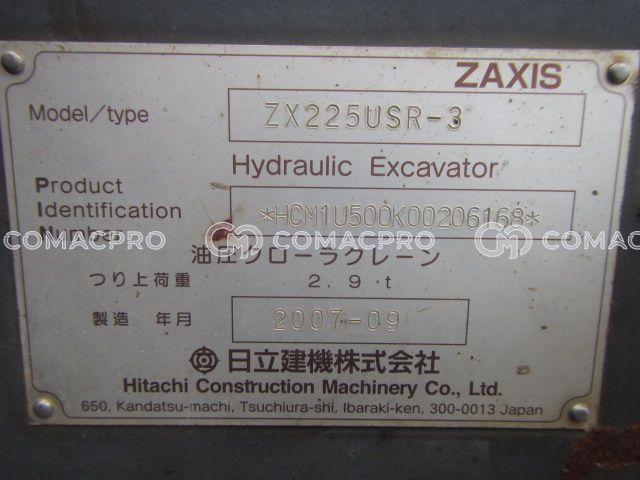 ZAXIS
Model/type ZX225USR-3
Hydraulic Excavator
Product
Identification *HCM1U500K00206168*
Number
COMACPRO COMACPRO COMACPRO
油圧クローラクレーン
つり上荷重 2.9 t
製造 年月 2007-09
日立建機株式会社
Hitachi Construction Machinery Co., Ltd.
650, Kandatsu-machi, Tsuchiura-shi, Ibaraki-ken, 300-0013 Japan